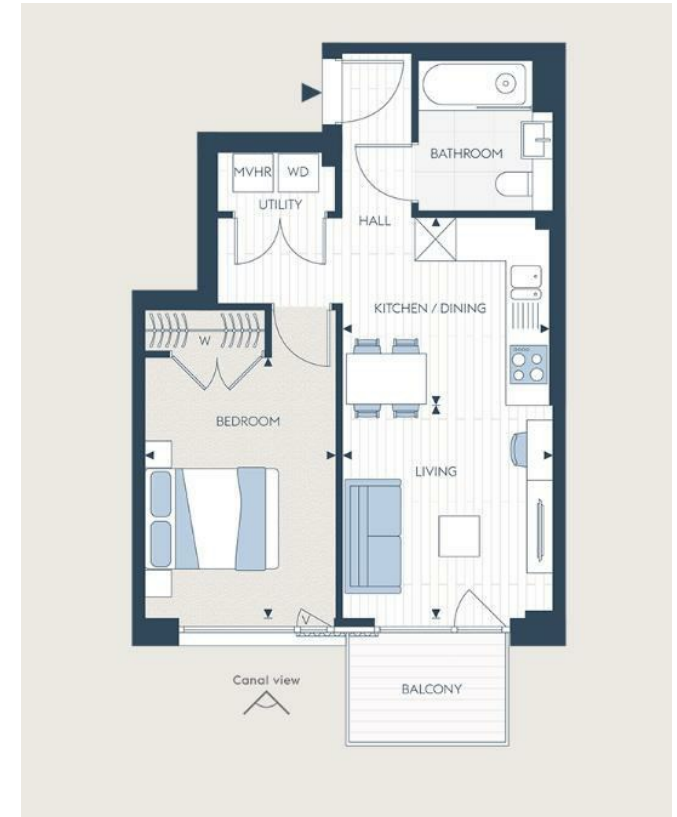 BATHROOM
MVHR WD
UTILITY
HALL
KITCHEN / DINING
W
BEDROOM
LIVING
V
BALCONY
Canal view